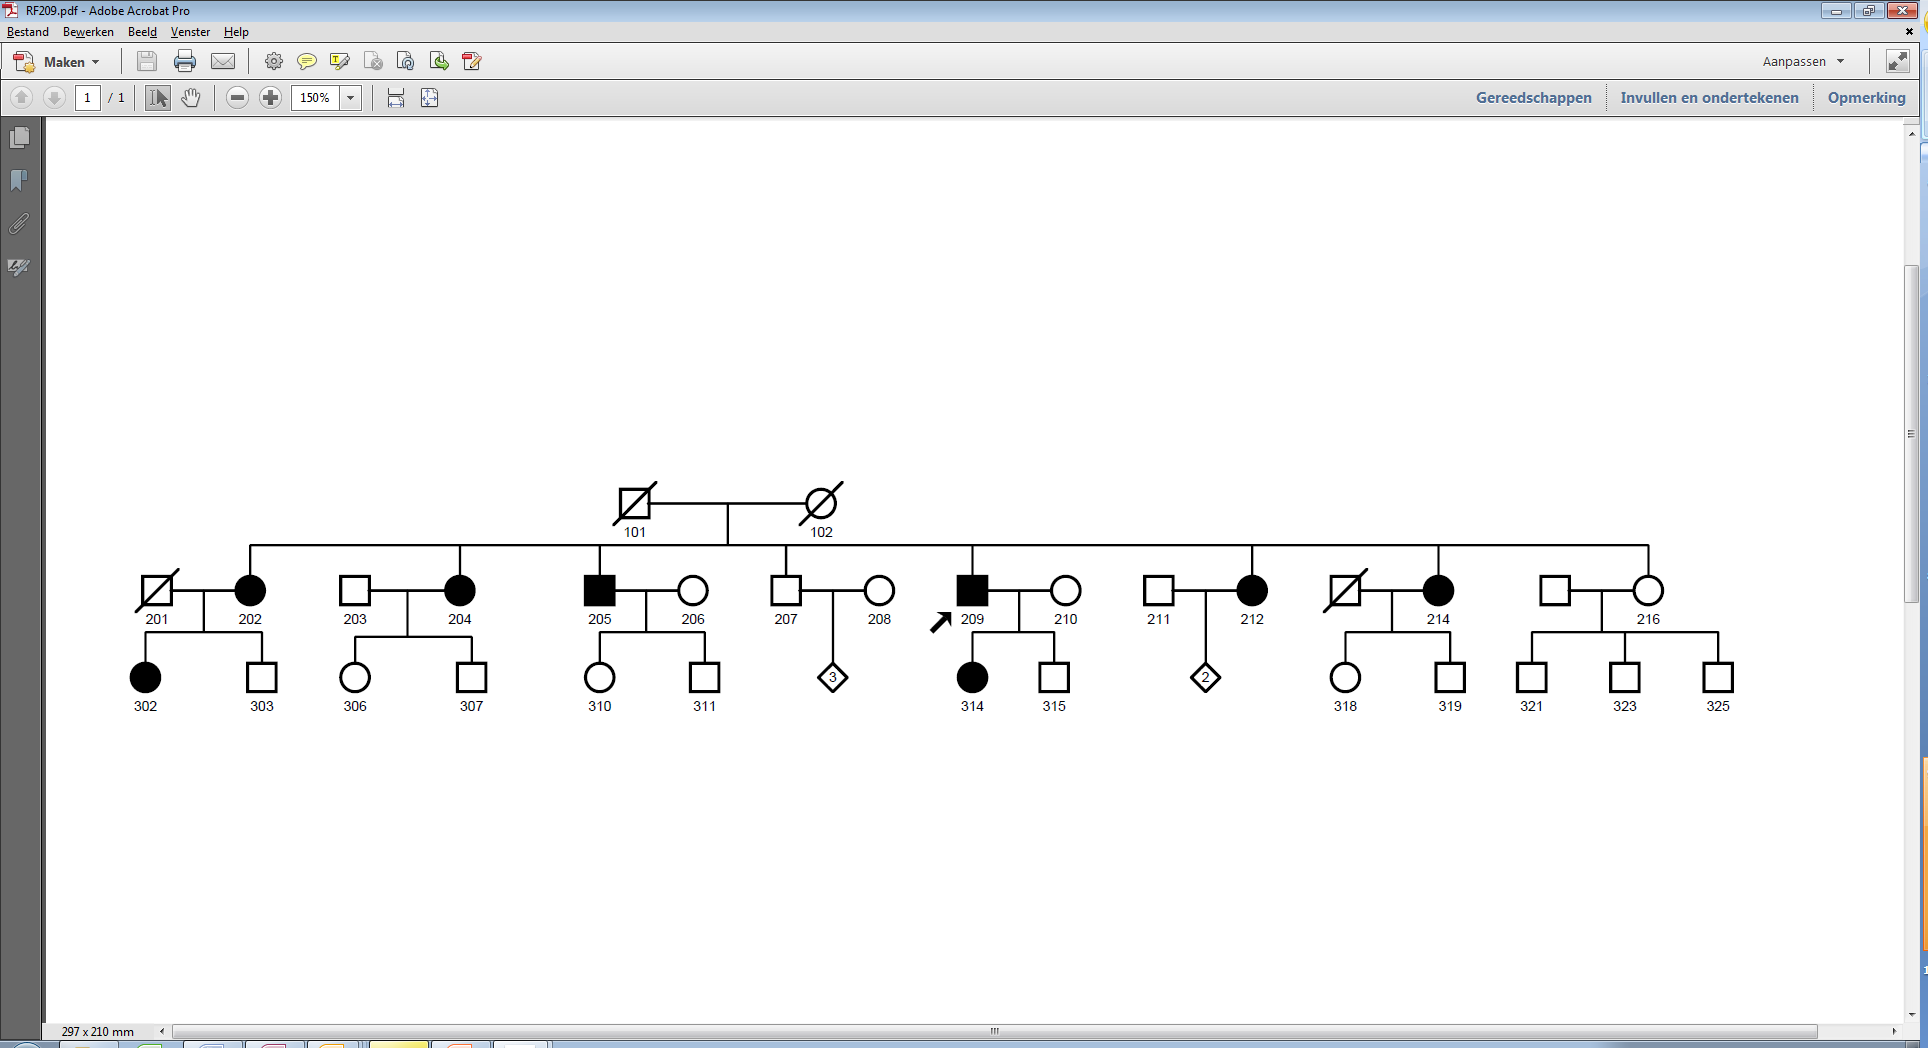 RF209.pdf - Adobe Acrobat Pro
Bestand Bewerken Beeld Venster Help
Maken
Aanpassen
1 / 1
150%
Gereedschappen Invullen en ondertekenen Opmerking
101 102
201 202 203 204 205 206 207 208 209 210 211 212 214 216
3 2
302 303 306 307 310 311 314 315 318 319 321 323 325
297 x 210 mm